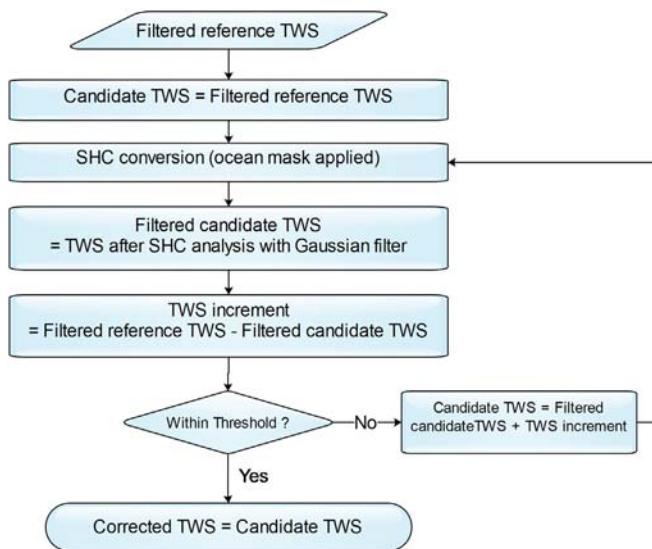 Filtered reference TWS
Candidate TWS = Filtered reference TWS
SHC conversion (ocean mask applied)
Filtered candidate TWS
= TWS after SHC analysis with Gaussian filter
TWS increment
= Filtered reference TWS - Filtered candidate TWS
Within Threshold ?
No
Candidate TWS = Filtered
candidateTWS + TWS increment
Yes
Corrected TWS = Candidate TWS